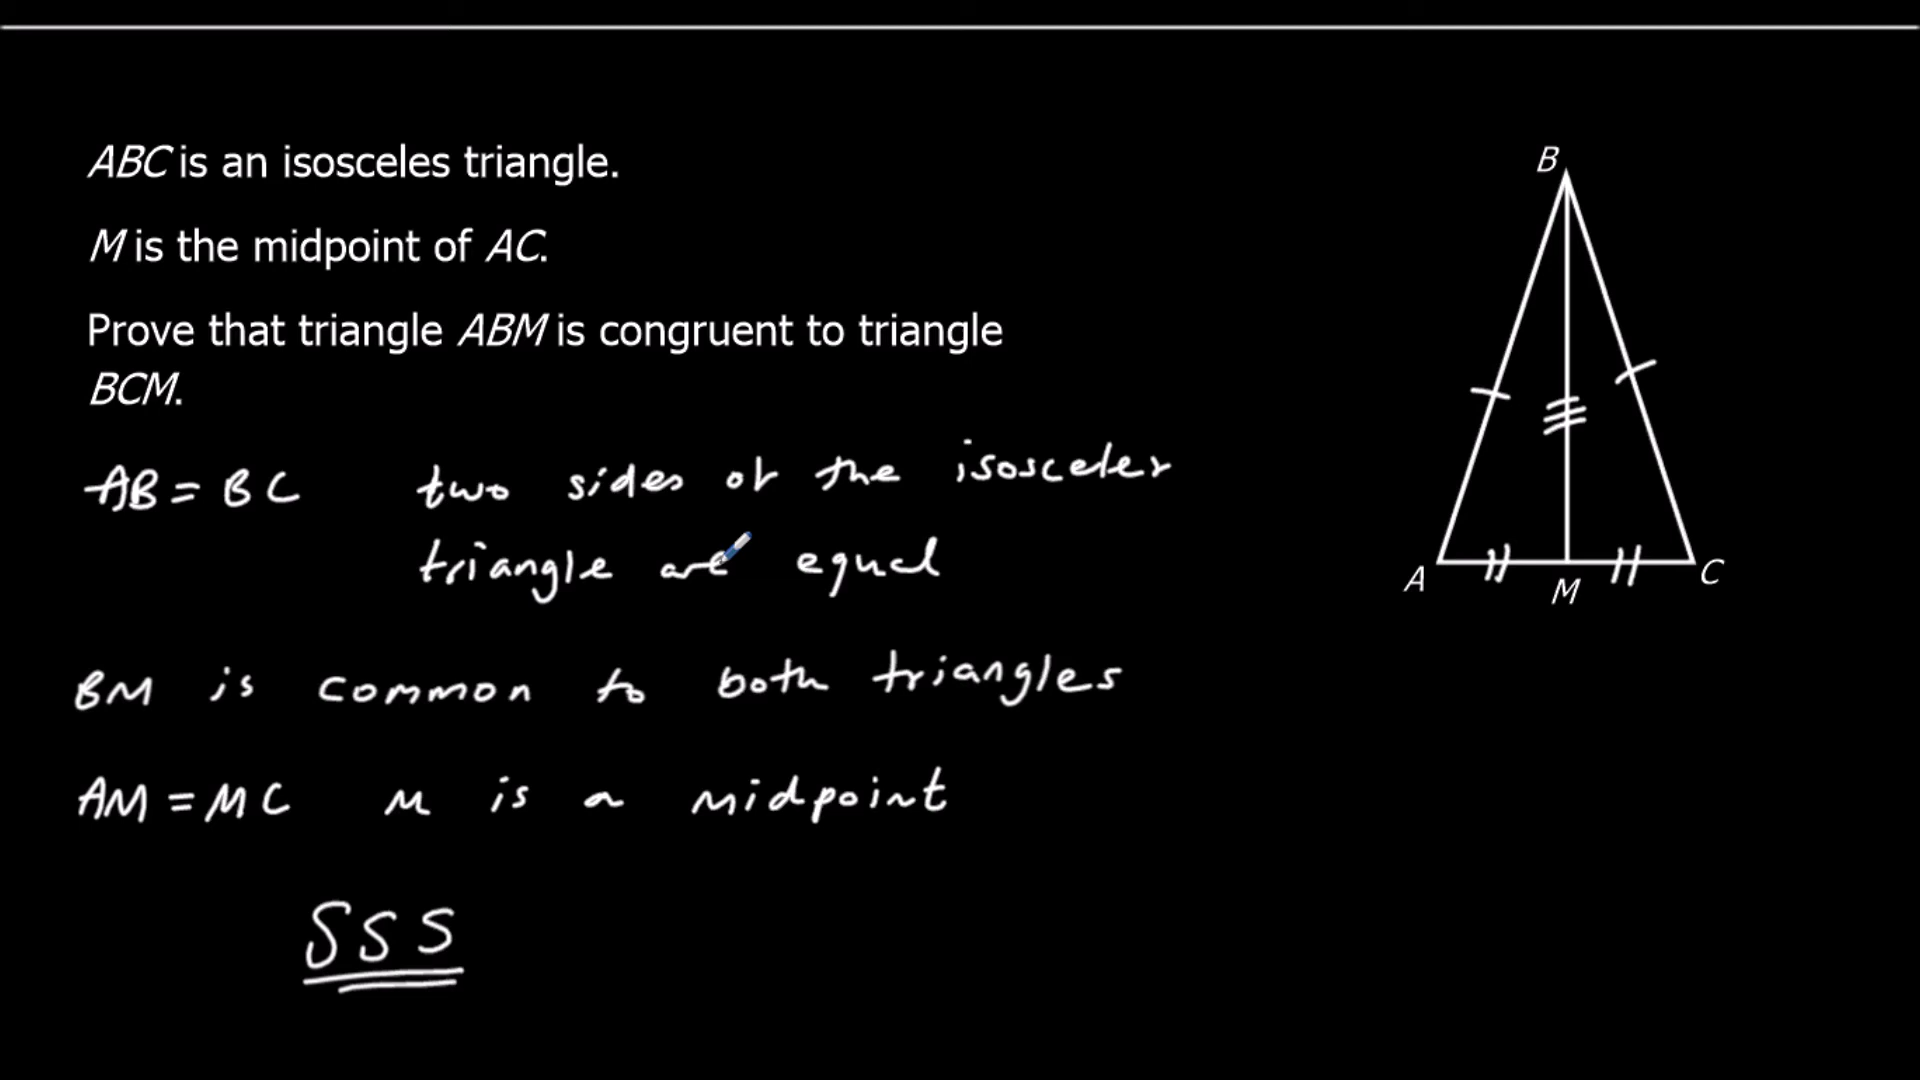 ABC is an isosceles triangle.
M is the midpoint of AC.
Prove that triangle ABM is congruent to triangle
BCM.
AB = BC two sides of the isosceles
triangle are equal
BM is common to both triangles
AM = MC M is a midpoint
SSS
B
A
M
C